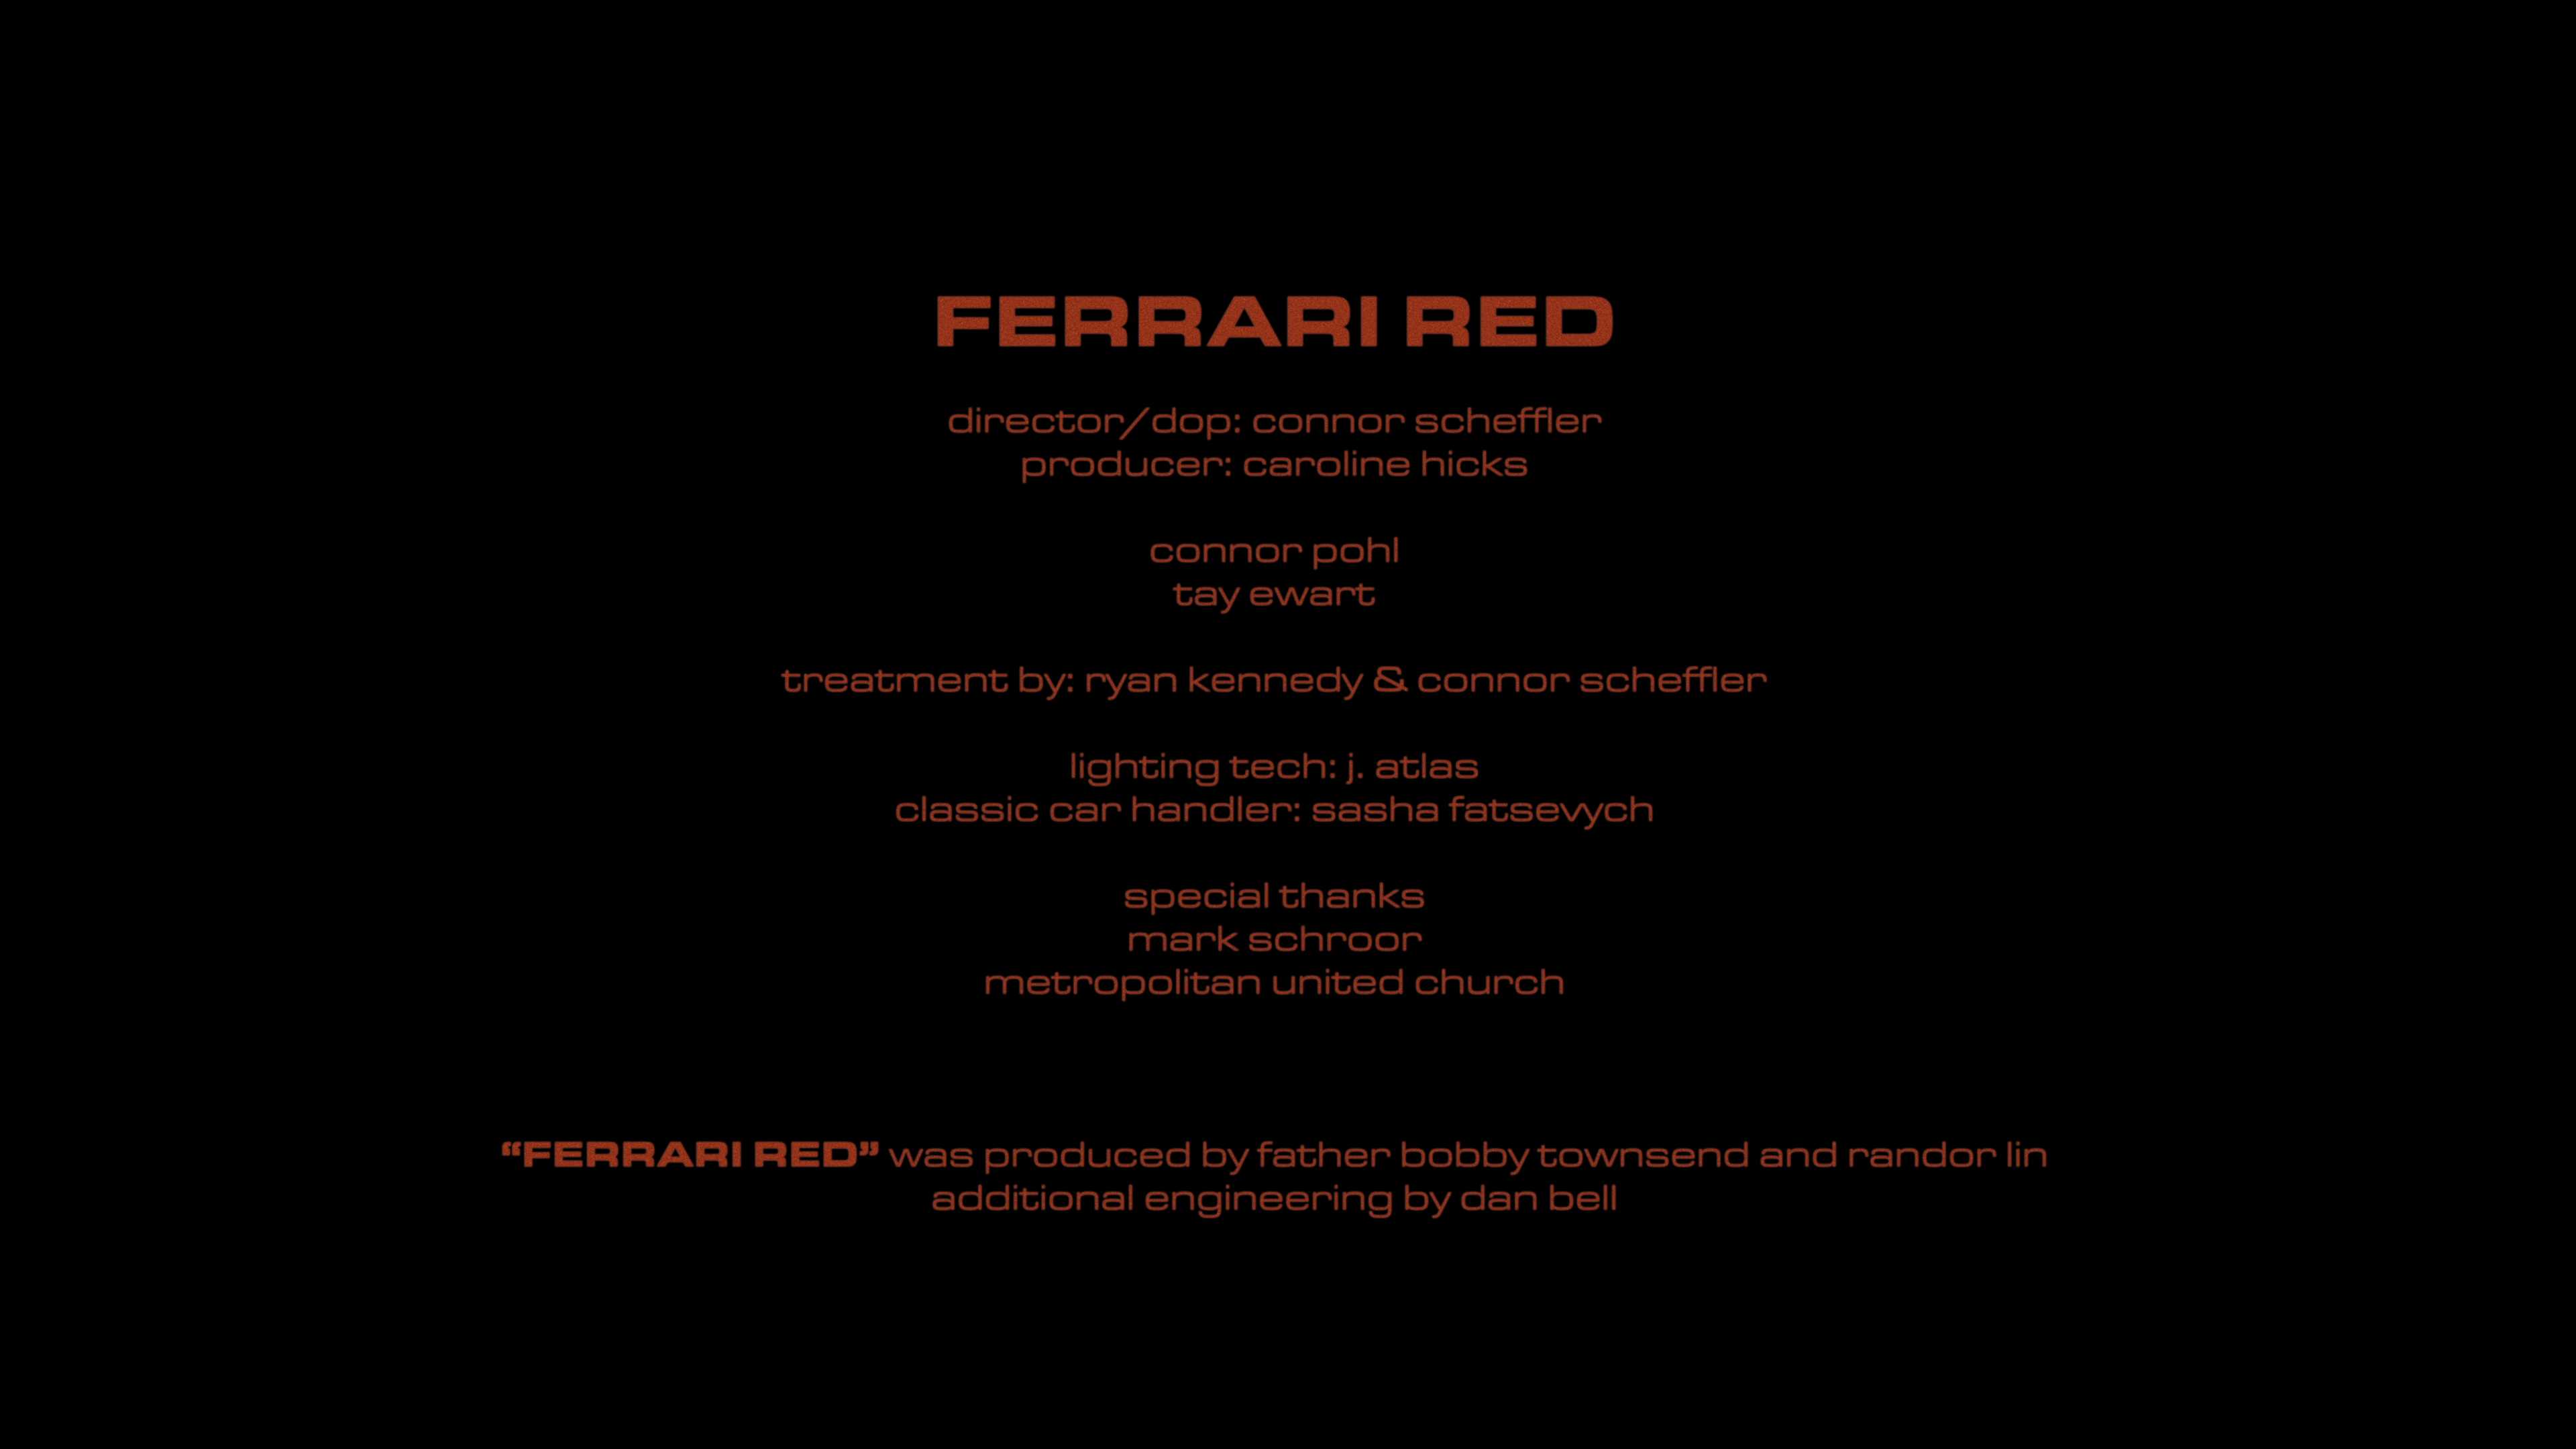 FERRARI RED
director/dop: connor scheffler
producer: caroline hicks
connor pohl
tay ewart
treatment by: ryan kennedy & connor scheffler
lighting tech: j. atlas
classic car handler: sasha fatsevych
special thanks
mark schroor
metropolitan united church
“FERRARI RED” was produced by father bobby townsend and randor lin
additional engineering by dan bell